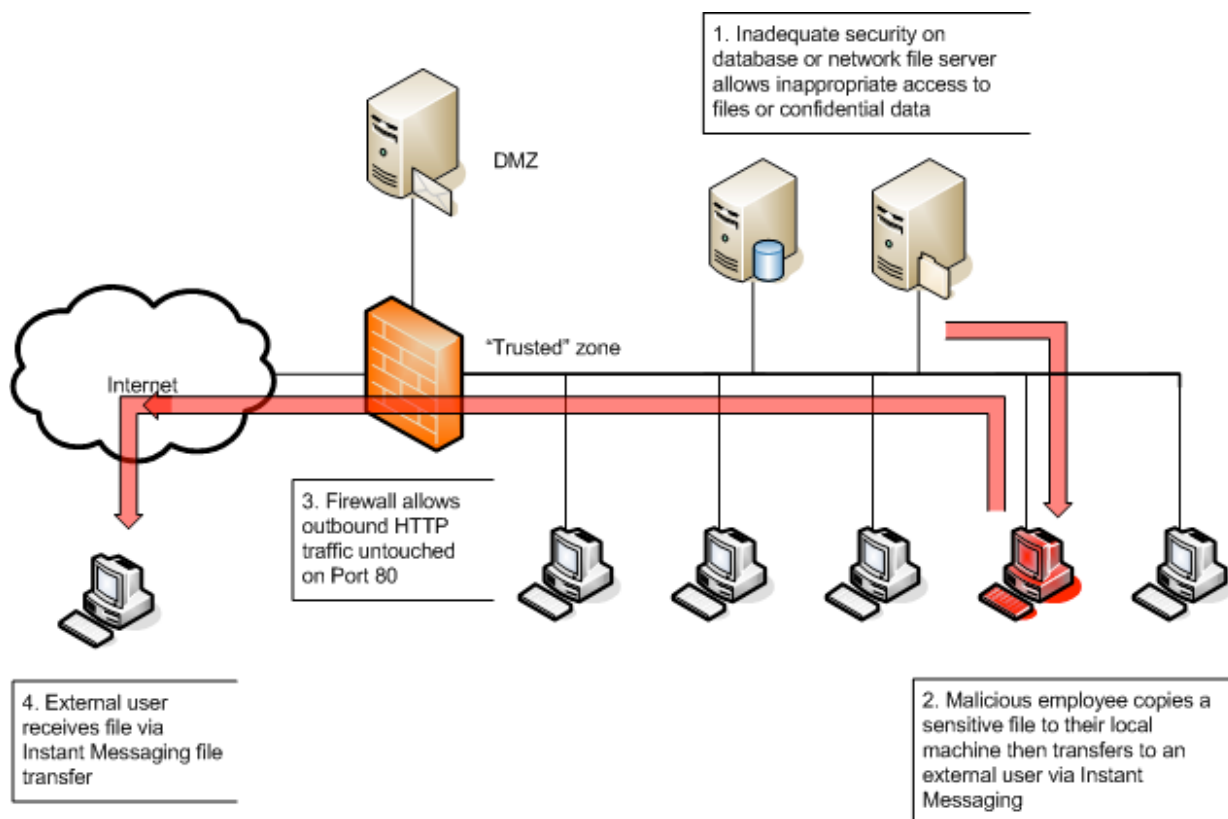 1. Inadequate security on
database or network file server
allows inappropriate access to
files or confidential data
DMZ
“Trusted” zone
Internet
3. Firewall allows
outbound HTTP
traffic untouched
on Port 80
4. External user
receives file via
Instant Messaging file
transfer
2. Malicious employee copies a
sensitive file to their local
machine then transfers to an
external user via Instant
Messaging